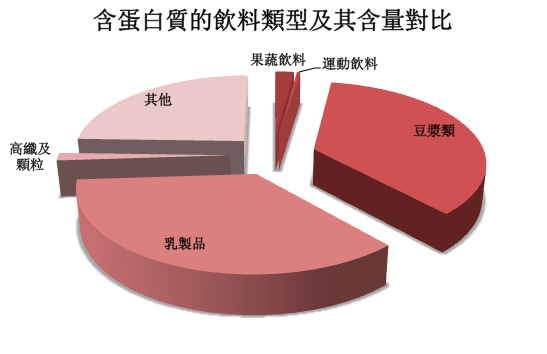 含蛋白質的飲料類型及其含量對比
果蔬飲料
運動飲料
其他
豆漿類
高纖及
顆粒
乳製品